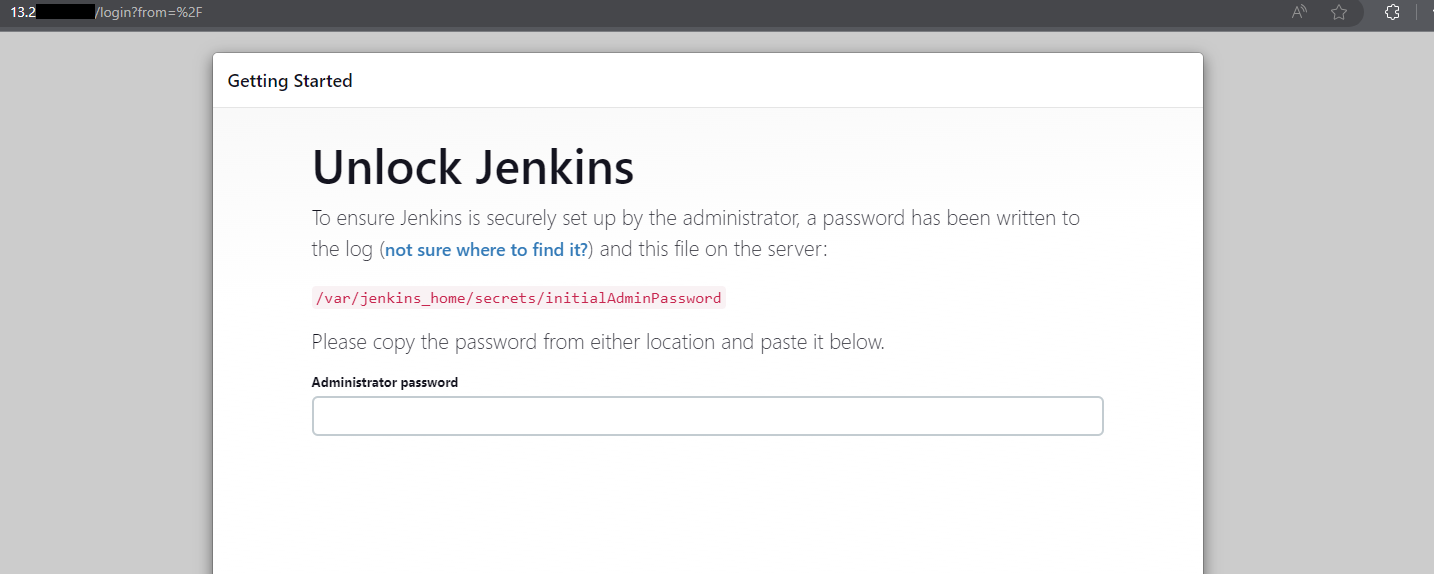 13.2 /login?from=%2F
Getting Started
Unlock Jenkins
To ensure Jenkins is securely set up by the administrator, a password has been written to
the log (not sure where to find it?) and this file on the server:
/var/jenkins_home/secrets/initialAdminPassword
Please copy the password from either location and paste it below.
Administrator password